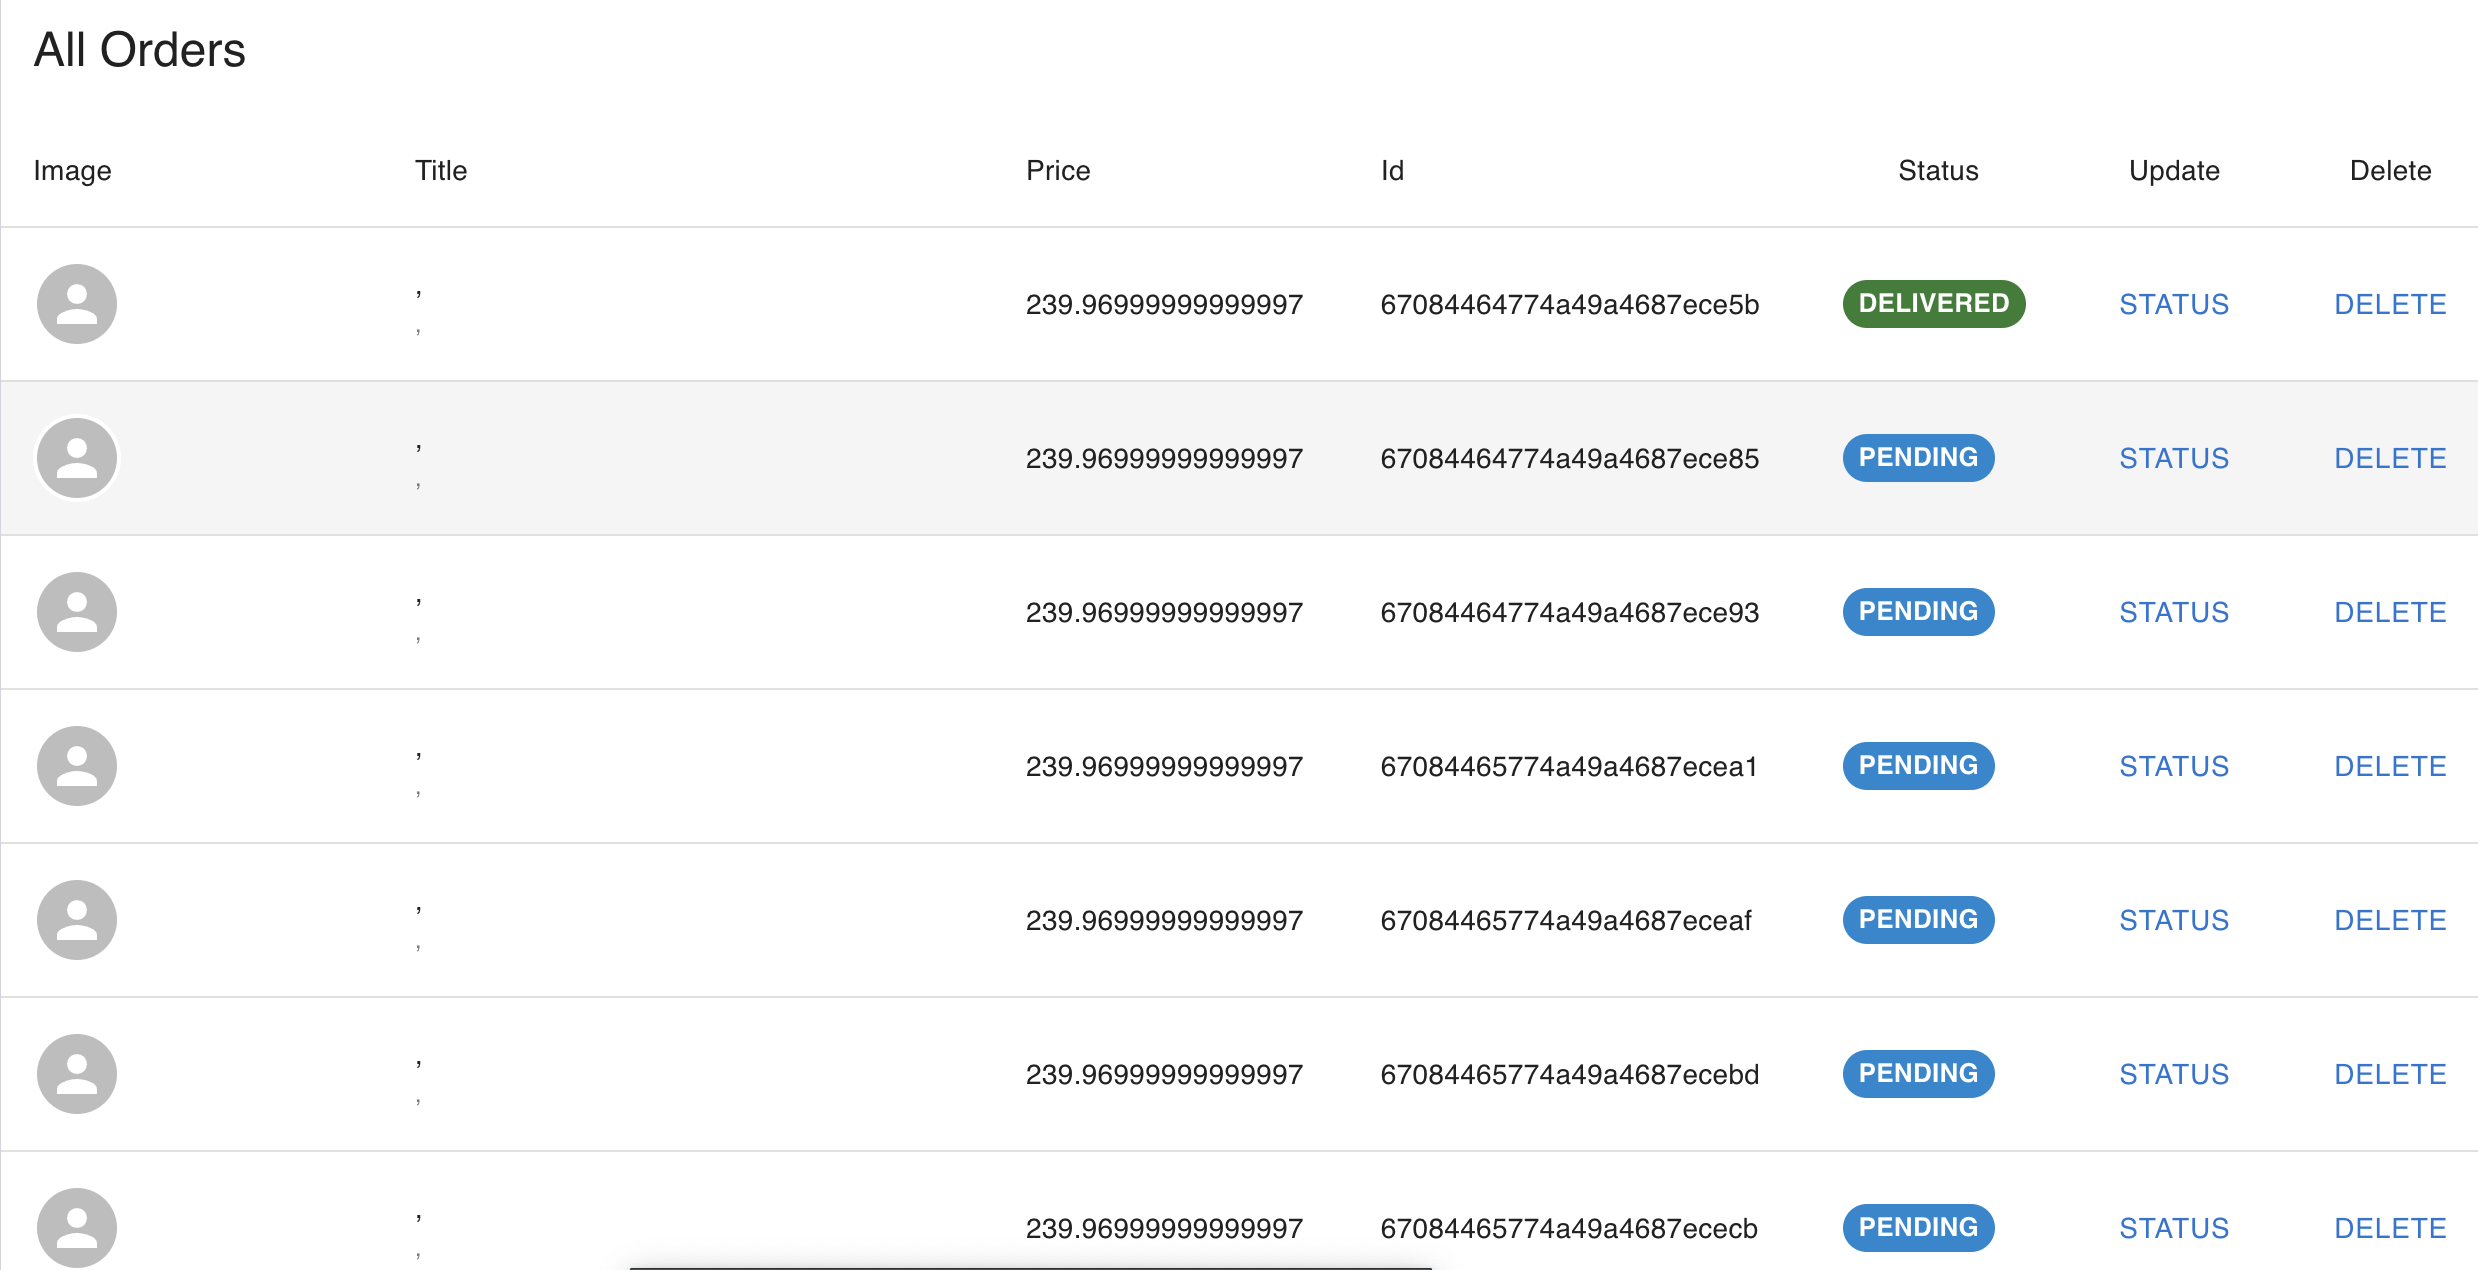 All Orders
Image Title Price Id Status Update Delete
,
, 239.96999999999997 67084464774a49a4687ece5b DELIVERED STATUS DELETE
,
, 239.96999999999997 67084464774a49a4687ece85 PENDING STATUS DELETE
,
, 239.96999999999997 67084464774a49a4687ece93 PENDING STATUS DELETE
,
, 239.96999999999997 67084465774a49a4687ecea1 PENDING STATUS DELETE
,
, 239.96999999999997 67084465774a49a4687eceaf PENDING STATUS DELETE
,
, 239.96999999999997 67084465774a49a4687ecebd PENDING STATUS DELETE
,
, 239.96999999999997 67084465774a49a4687ececb PENDING STATUS DELETE